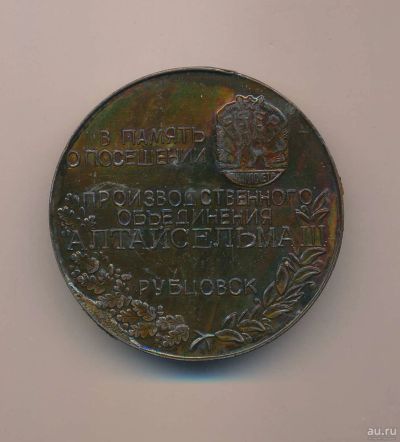 В ПАМЯТЬ
О ПОСЕЩЕНИИ
ПРОИЗВОДСТВЕННОГО
ОБЪЕДИНЕНИЯ
АЛТАЙСЕЛЬМАШ
РУБЦОВСК
au.ru